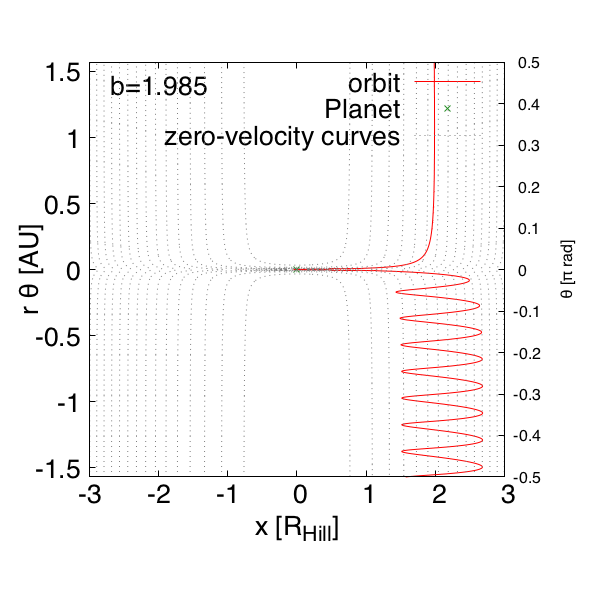 b=1.985
orbit
Planet
zero-velocity curves
1.5
1
0.5
0
-0.5
-1
-1.5
r θ [AU]
0.5
0.4
0.3
0.2
0.1
0
-0.1
-0.2
-0.3
-0.4
-0.5
θ [π rad]
-3 -2 -1 0 1 2 3
x [R_Hill]